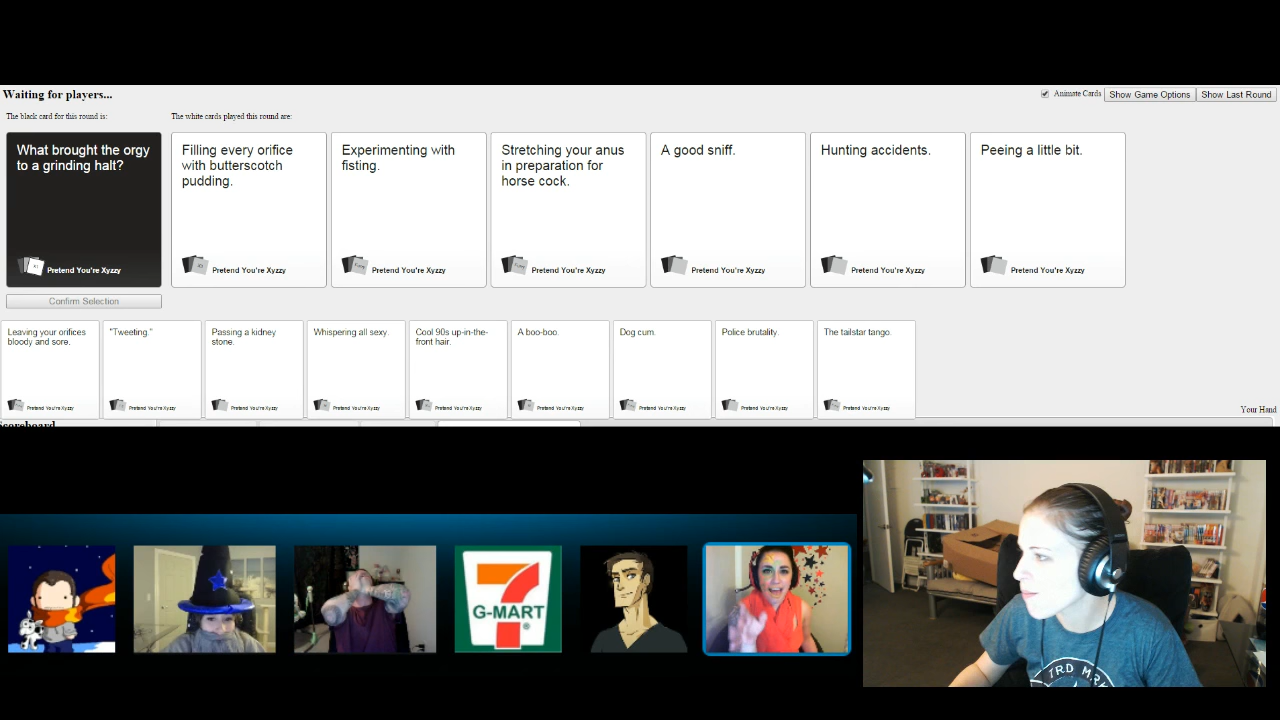 Waiting for players...
Animate Cards
Show Game Options
Show Last Round
The black card for this round is:
The white cards played this round are:
What brought the orgy
to a grinding halt?
Pretend You're Xyzzy
Filling every orifice
with butterscotch
pudding.
Pretend You're Xyzzy
Experimenting with
fisting.
Pretend You're Xyzzy
Stretching your anus
in preparation for
horse cock.
Pretend You're Xyzzy
A good sniff.
Pretend You're Xyzzy
Hunting accidents.
Pretend You're Xyzzy
Peeing a little bit.
Pretend You're Xyzzy
Confirm Selection
Leaving your orifices
bloody and sore.
Pretend You're Xyzzy
"Tweeting."
Pretend You're Xyzzy
Passing a kidney
stone.
Pretend You're Xyzzy
Whispering all sexy.
Pretend You're Xyzzy
Cool 90s up-in-the-
front hair.
Pretend You're Xyzzy
A boo-boo.
Pretend You're Xyzzy
Dog cum.
Pretend You're Xyzzy
Police brutality.
Pretend You're Xyzzy
The tailstar tango.
Pretend You're Xyzzy
Your Hand
coreboard
7
G-MART
TRD MRK